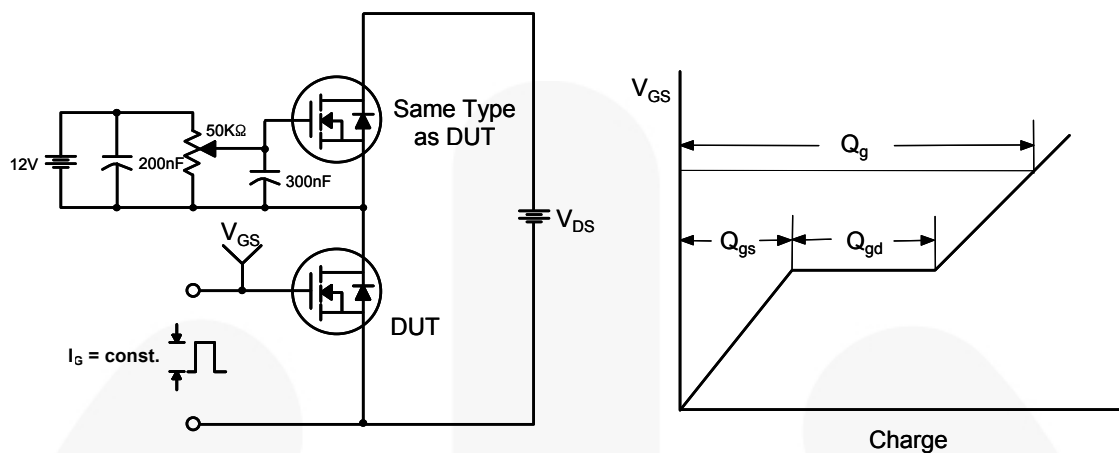 Same Type
as DUT
50KΩ
12V
200nF
300nF
V_GS
V_DS
DUT
I_G = const.
V_GS
Q_g
Q_gs
Q_gd
Charge